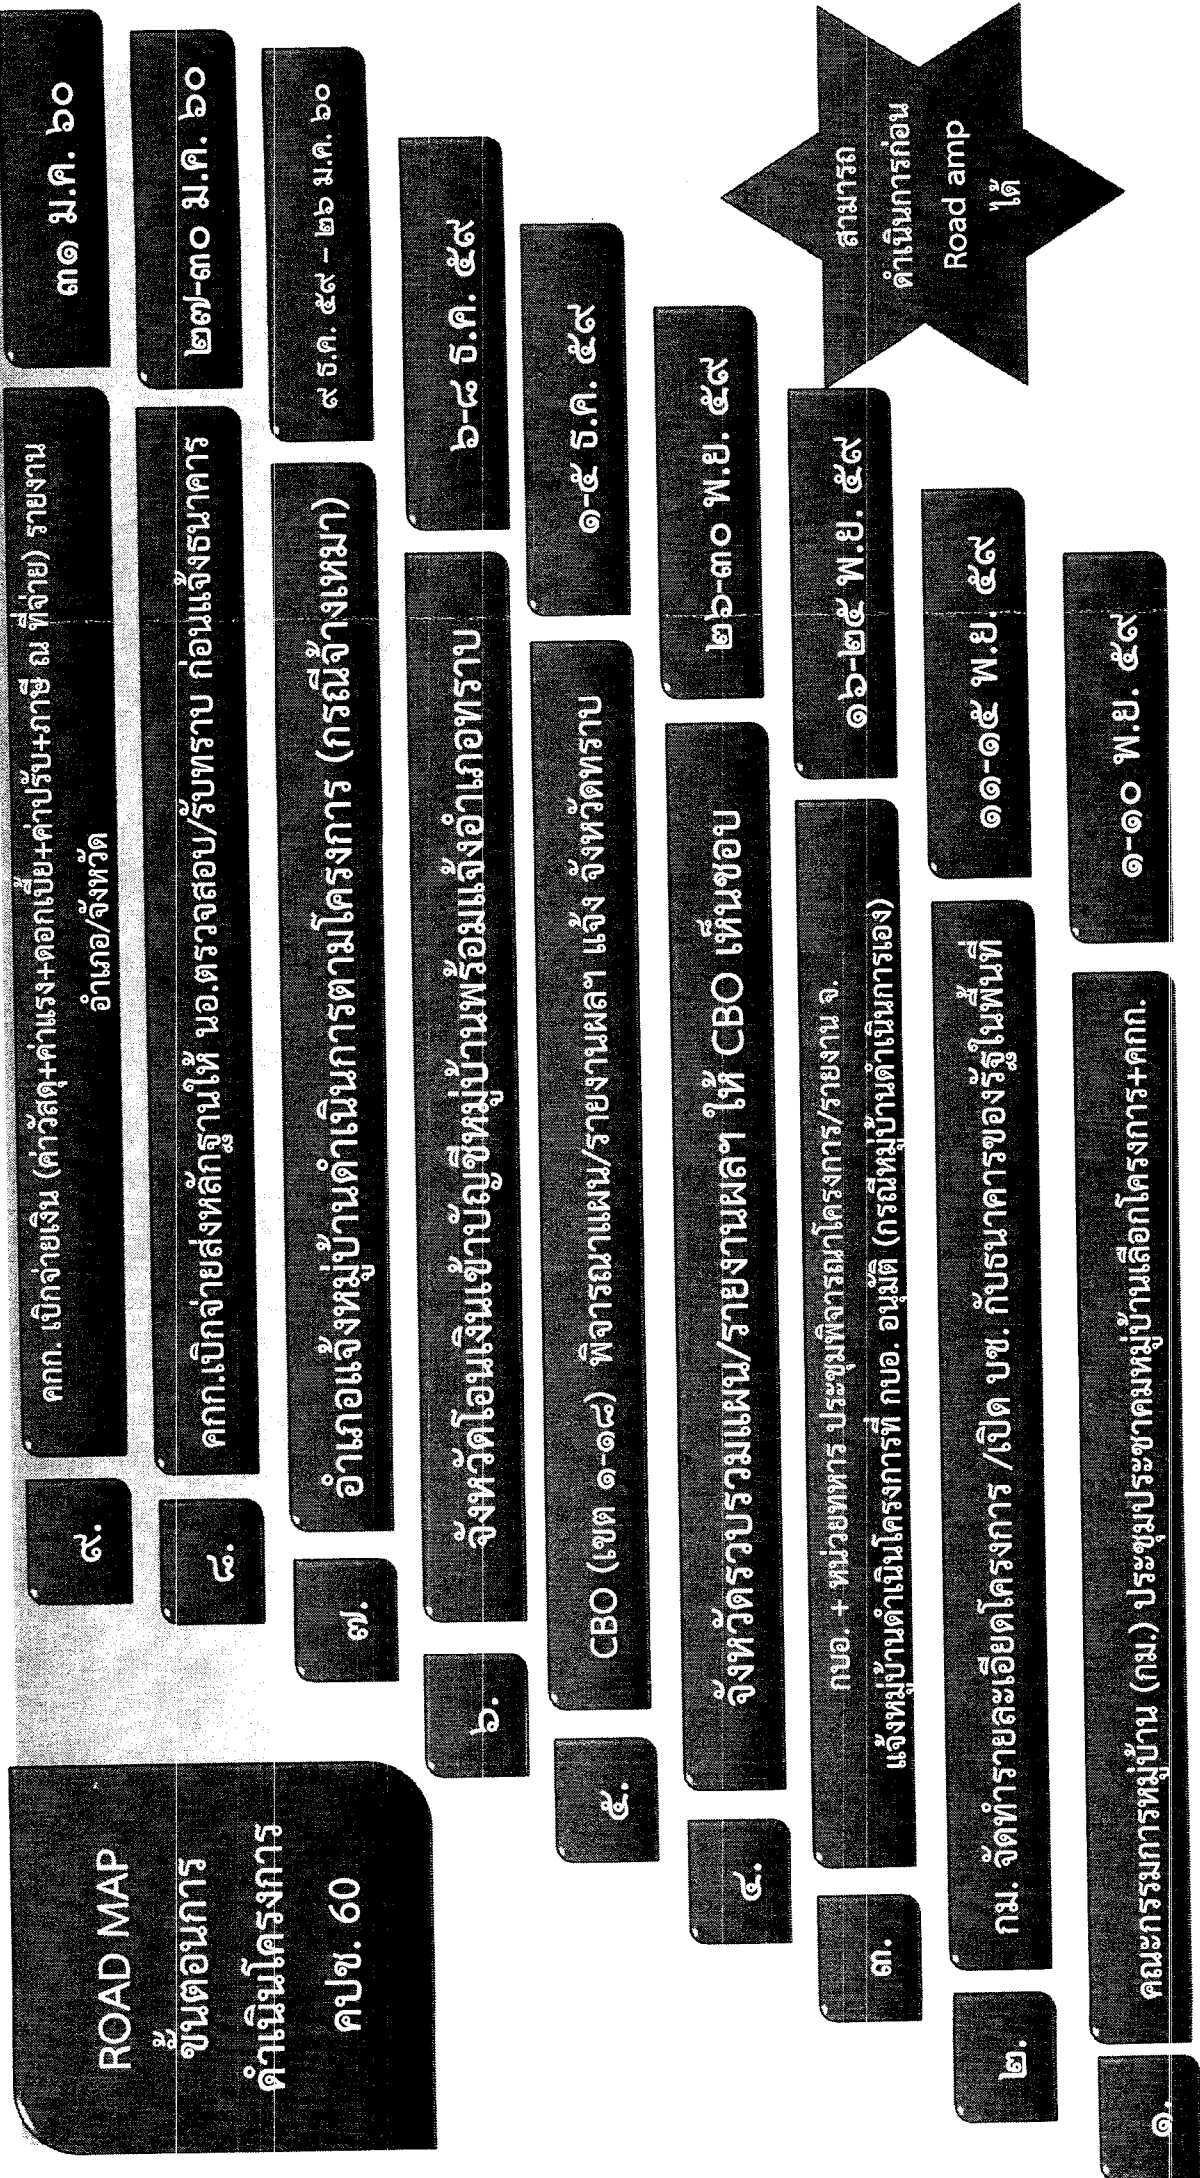 ROAD MAP
ขั้นตอนการ
ดำเนินโครงการ
คปช. 60
๙.
คกก. เบิกจ่ายเงิน (ค่าวัสดุ+ค่าแรง+ดอกเบี้ย+ค่าปรับ+ภาษี ณ ที่จ่าย) รายงาน
อำเภอ/จังหวัด
๓๑ ม.ค. ๖๐
๘.
คกก.เบิกจ่ายส่งหลักฐานให้ นอ.ตรวจสอบ/รับทราบ ก่อนแจ้งธนาคาร
๒๗-๓๐ ม.ค. ๖๐
๗.
อำเภอแจ้งหมู่บ้านดำเนินการตามโครงการ (กรณีจ้างเหมา)
๙ ธ.ค. ๕๙ – ๒๖ ม.ค. ๖๐
๖.
จังหวัดโอนเงินเข้าบัญชีหมู่บ้านพร้อมแจ้งอำเภอทราบ
๖-๘ ธ.ค. ๕๙
๕.
CBO (เขต ๑-๑๘) พิจารณาแผน/รายงานผลฯ แจ้ง จังหวัดทราบ
๑-๕ ธ.ค. ๕๙
๔.
จังหวัดรวบรวมแผน/รายงานผลฯ ให้ CBO เห็นชอบ
๒๖-๓๐ พ.ย. ๕๙
๓.
กบอ. + หน่วยทหาร ประชุมพิจารณาโครงการ/รายงาน จ.
แจ้งหมู่บ้านดำเนินโครงการที่ กบอ. อนุมัติ (กรณีหมู่บ้านดำเนินการเอง)
๑๖-๒๕ พ.ย. ๕๙
๒.
กม. จัดทำรายละเอียดโครงการ /เปิด บช. กับธนาคารของรัฐในพื้นที่
๑๑-๑๕ พ.ย. ๕๙
๑.
คณะกรรมการหมู่บ้าน (กม.) ประชุมประชาคมหมู่บ้านเลือกโครงการ+คกก.
๑-๑๐ พ.ย. ๕๙
สามารถ
ดำเนินการก่อน
Road amp
ได้